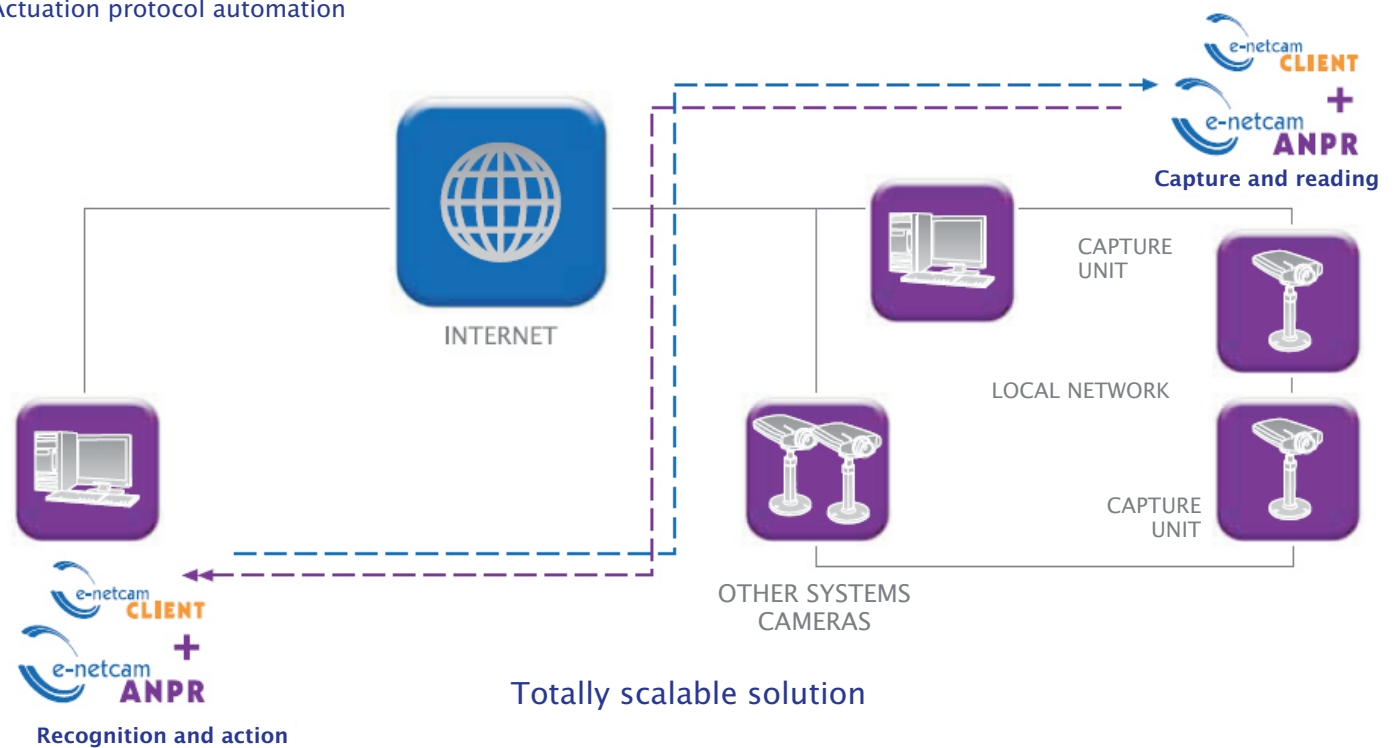 Actuation protocol automation
e-netcam
CLIENT
+
e-netcam
ANPR
Capture and reading
INTERNET
CAPTURE
UNIT
LOCAL NETWORK
CAPTURE
UNIT
OTHER SYSTEMS
CAMERAS
e-netcam
CLIENT
+
e-netcam
ANPR
Recognition and action
Totally scalable solution